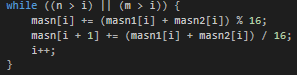 while ((n > i) || (m > i)) {
masn[i] += (masn1[i] + masn2[i]) % 16;
masn[i + 1] += (masn1[i] + masn2[i]) / 16;
i++;
}